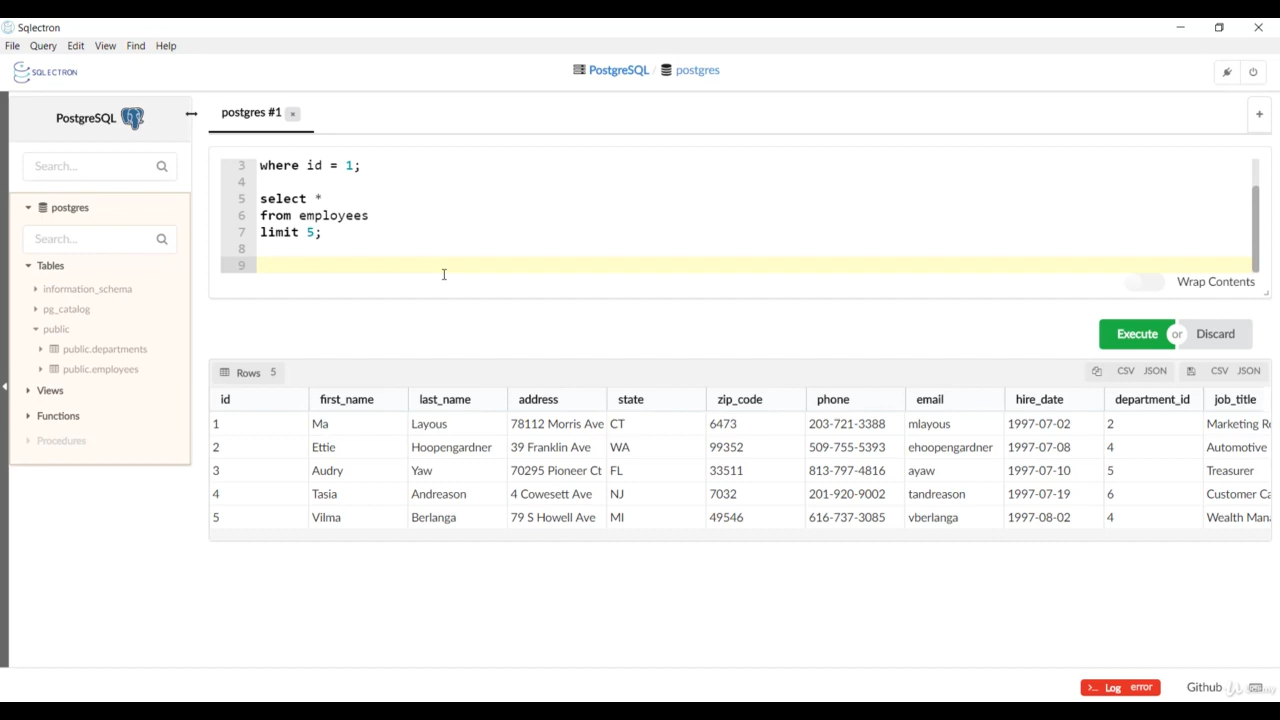 Sqlectron
File Query Edit View Find Help
SQLECTRON
PostgreSQL / postgres
PostgreSQL
postgres #1 ×
+
Search...
postgres
Search...
Tables
information_schema
pg_catalog
public
public.departments
public.employees
Views
Functions
Procedures
3 where id = 1;
4
5 select *
6 from employees
7 limit 5;
8
9
Wrap Contents
Execute or Discard
Rows 5 CSV JSON CSV JSON
id first_name last_name address state zip_code phone email hire_date department_id job_title
1 Ma Layous 78112 Morris Ave CT 6473 203-721-3388 mlayous 1997-07-02 2 Marketing
2 Ettie Hoopengardner 39 Franklin Ave WA 99352 509-755-5393 ehoopengardner 1997-07-08 4 Automotive
3 Audry Yaw 70295 Pioneer Ct FL 33511 813-797-4816 ayaw 1997-07-10 5 Treasurer
4 Tasia Andreason 4 Cowesett Ave NJ 7032 201-920-9002 tandreason 1997-07-19 6 Customer
5 Vilma Berlanga 79 S Howell Ave MI 49546 616-737-3085 vberlanga 1997-08-02 4 Wealth
>_ Log error
Github